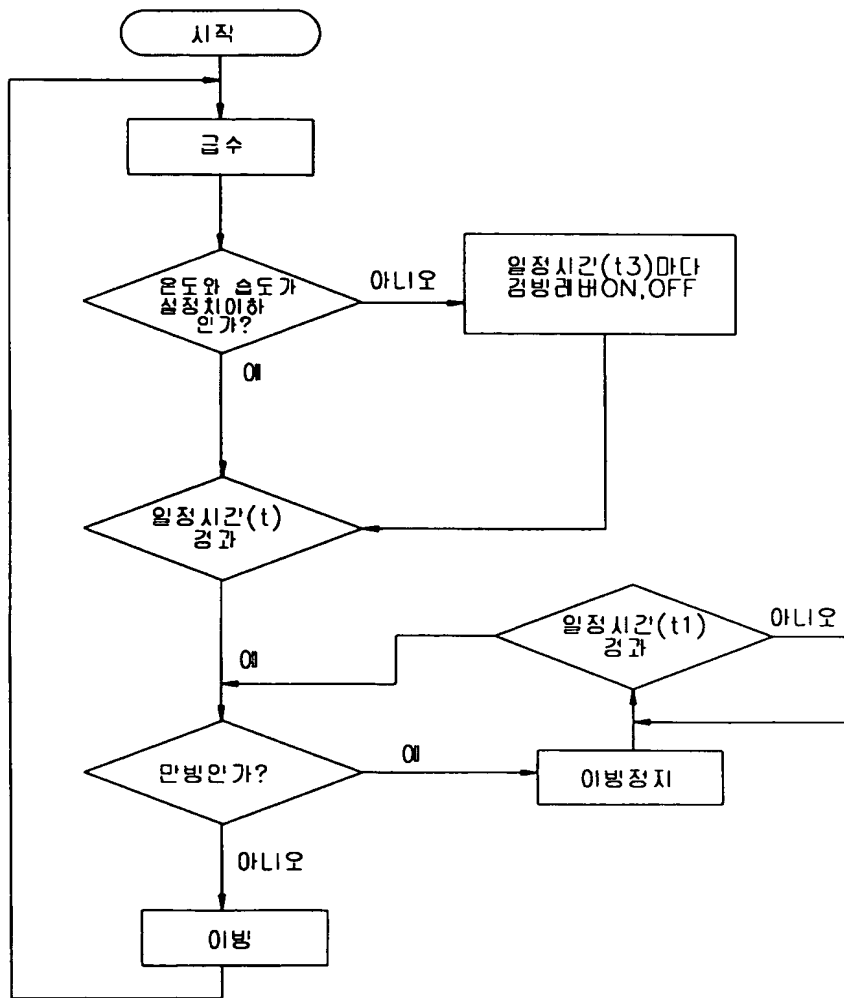 시작
급수
온도와 습도가
설정치이하
인가?
아니오
일정시간(t3)마다
검빙레버ON,OFF
예
일정시간(t)
경과
일정시간(t1)
경과
아니오
예
만빙인가?
예
이빙정지
아니오
이빙